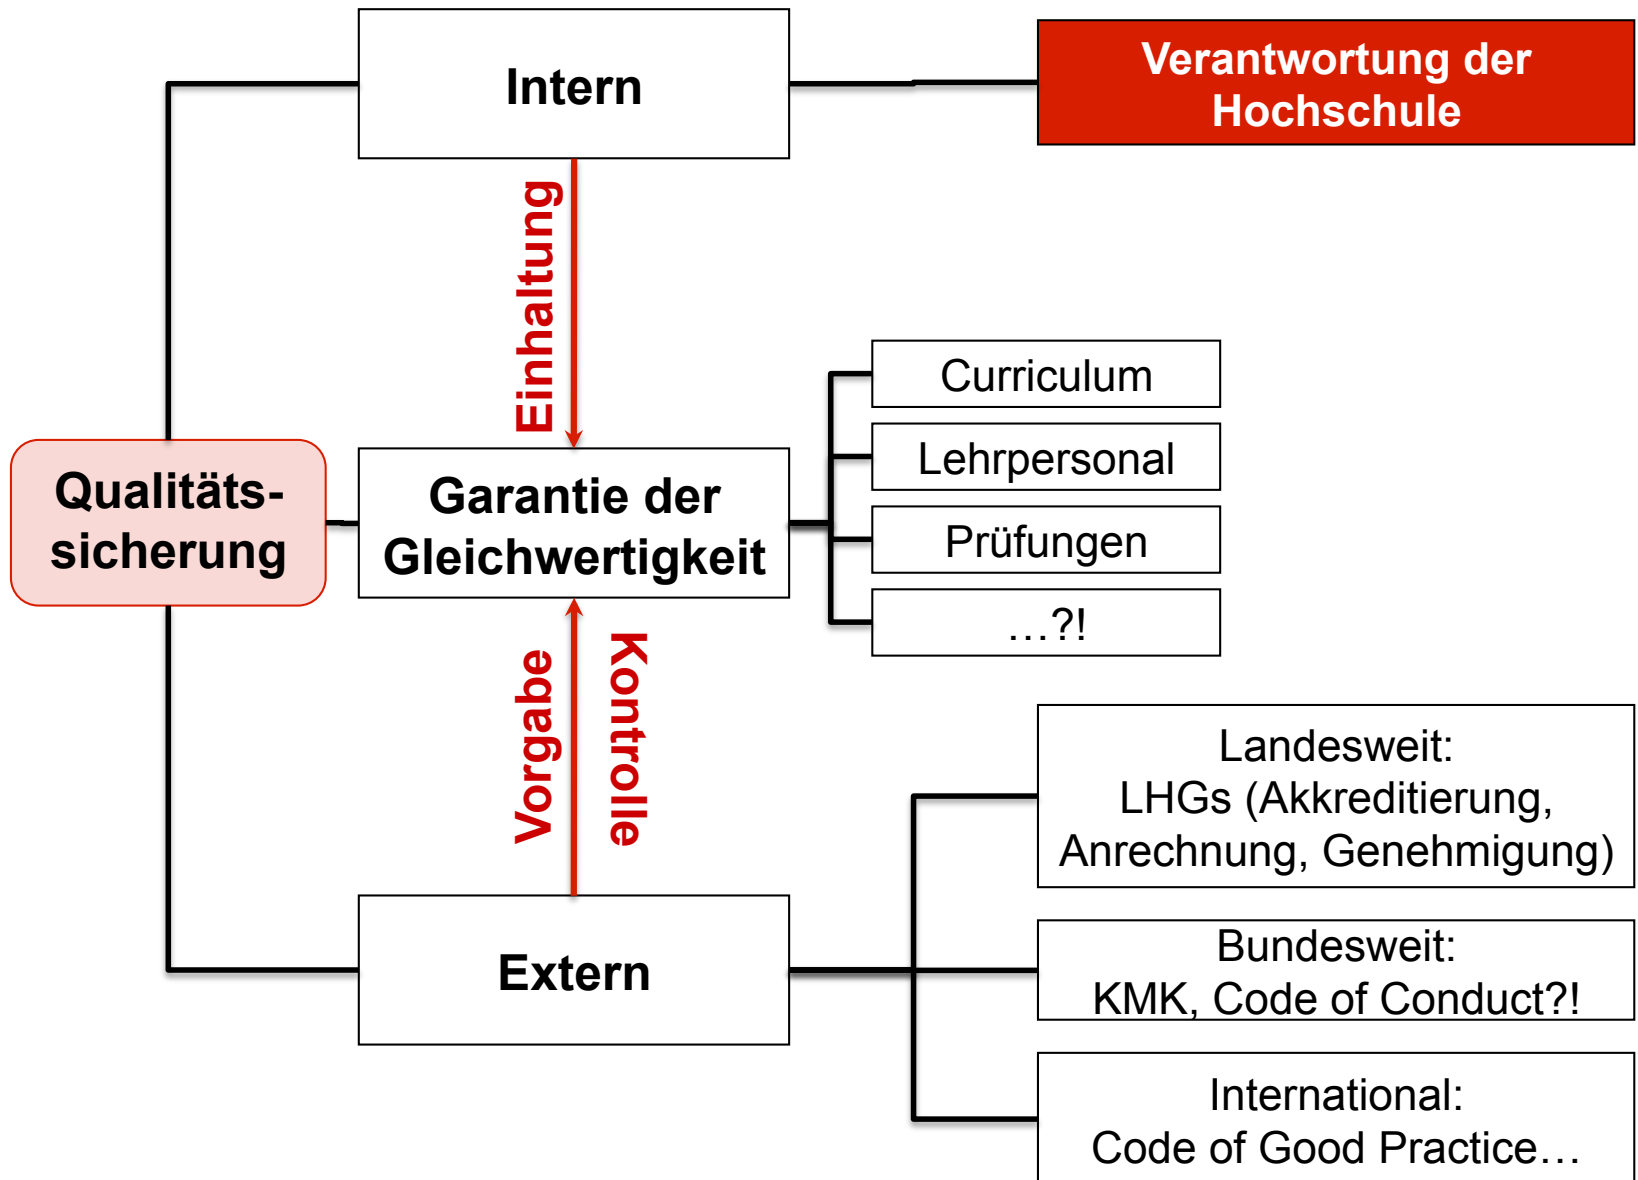 Intern
Verantwortung der
Hochschule
Einhaltung
Qualitäts-
sicherung
Garantie der
Gleichwertigkeit
Curriculum
Lehrpersonal
Prüfungen
…?!
Vorgabe
Kontrolle
Extern
Landesweit:
LHGs (Akkreditierung,
Anrechnung, Genehmigung)
Bundesweit:
KMK, Code of Conduct?!
International:
Code of Good Practice…